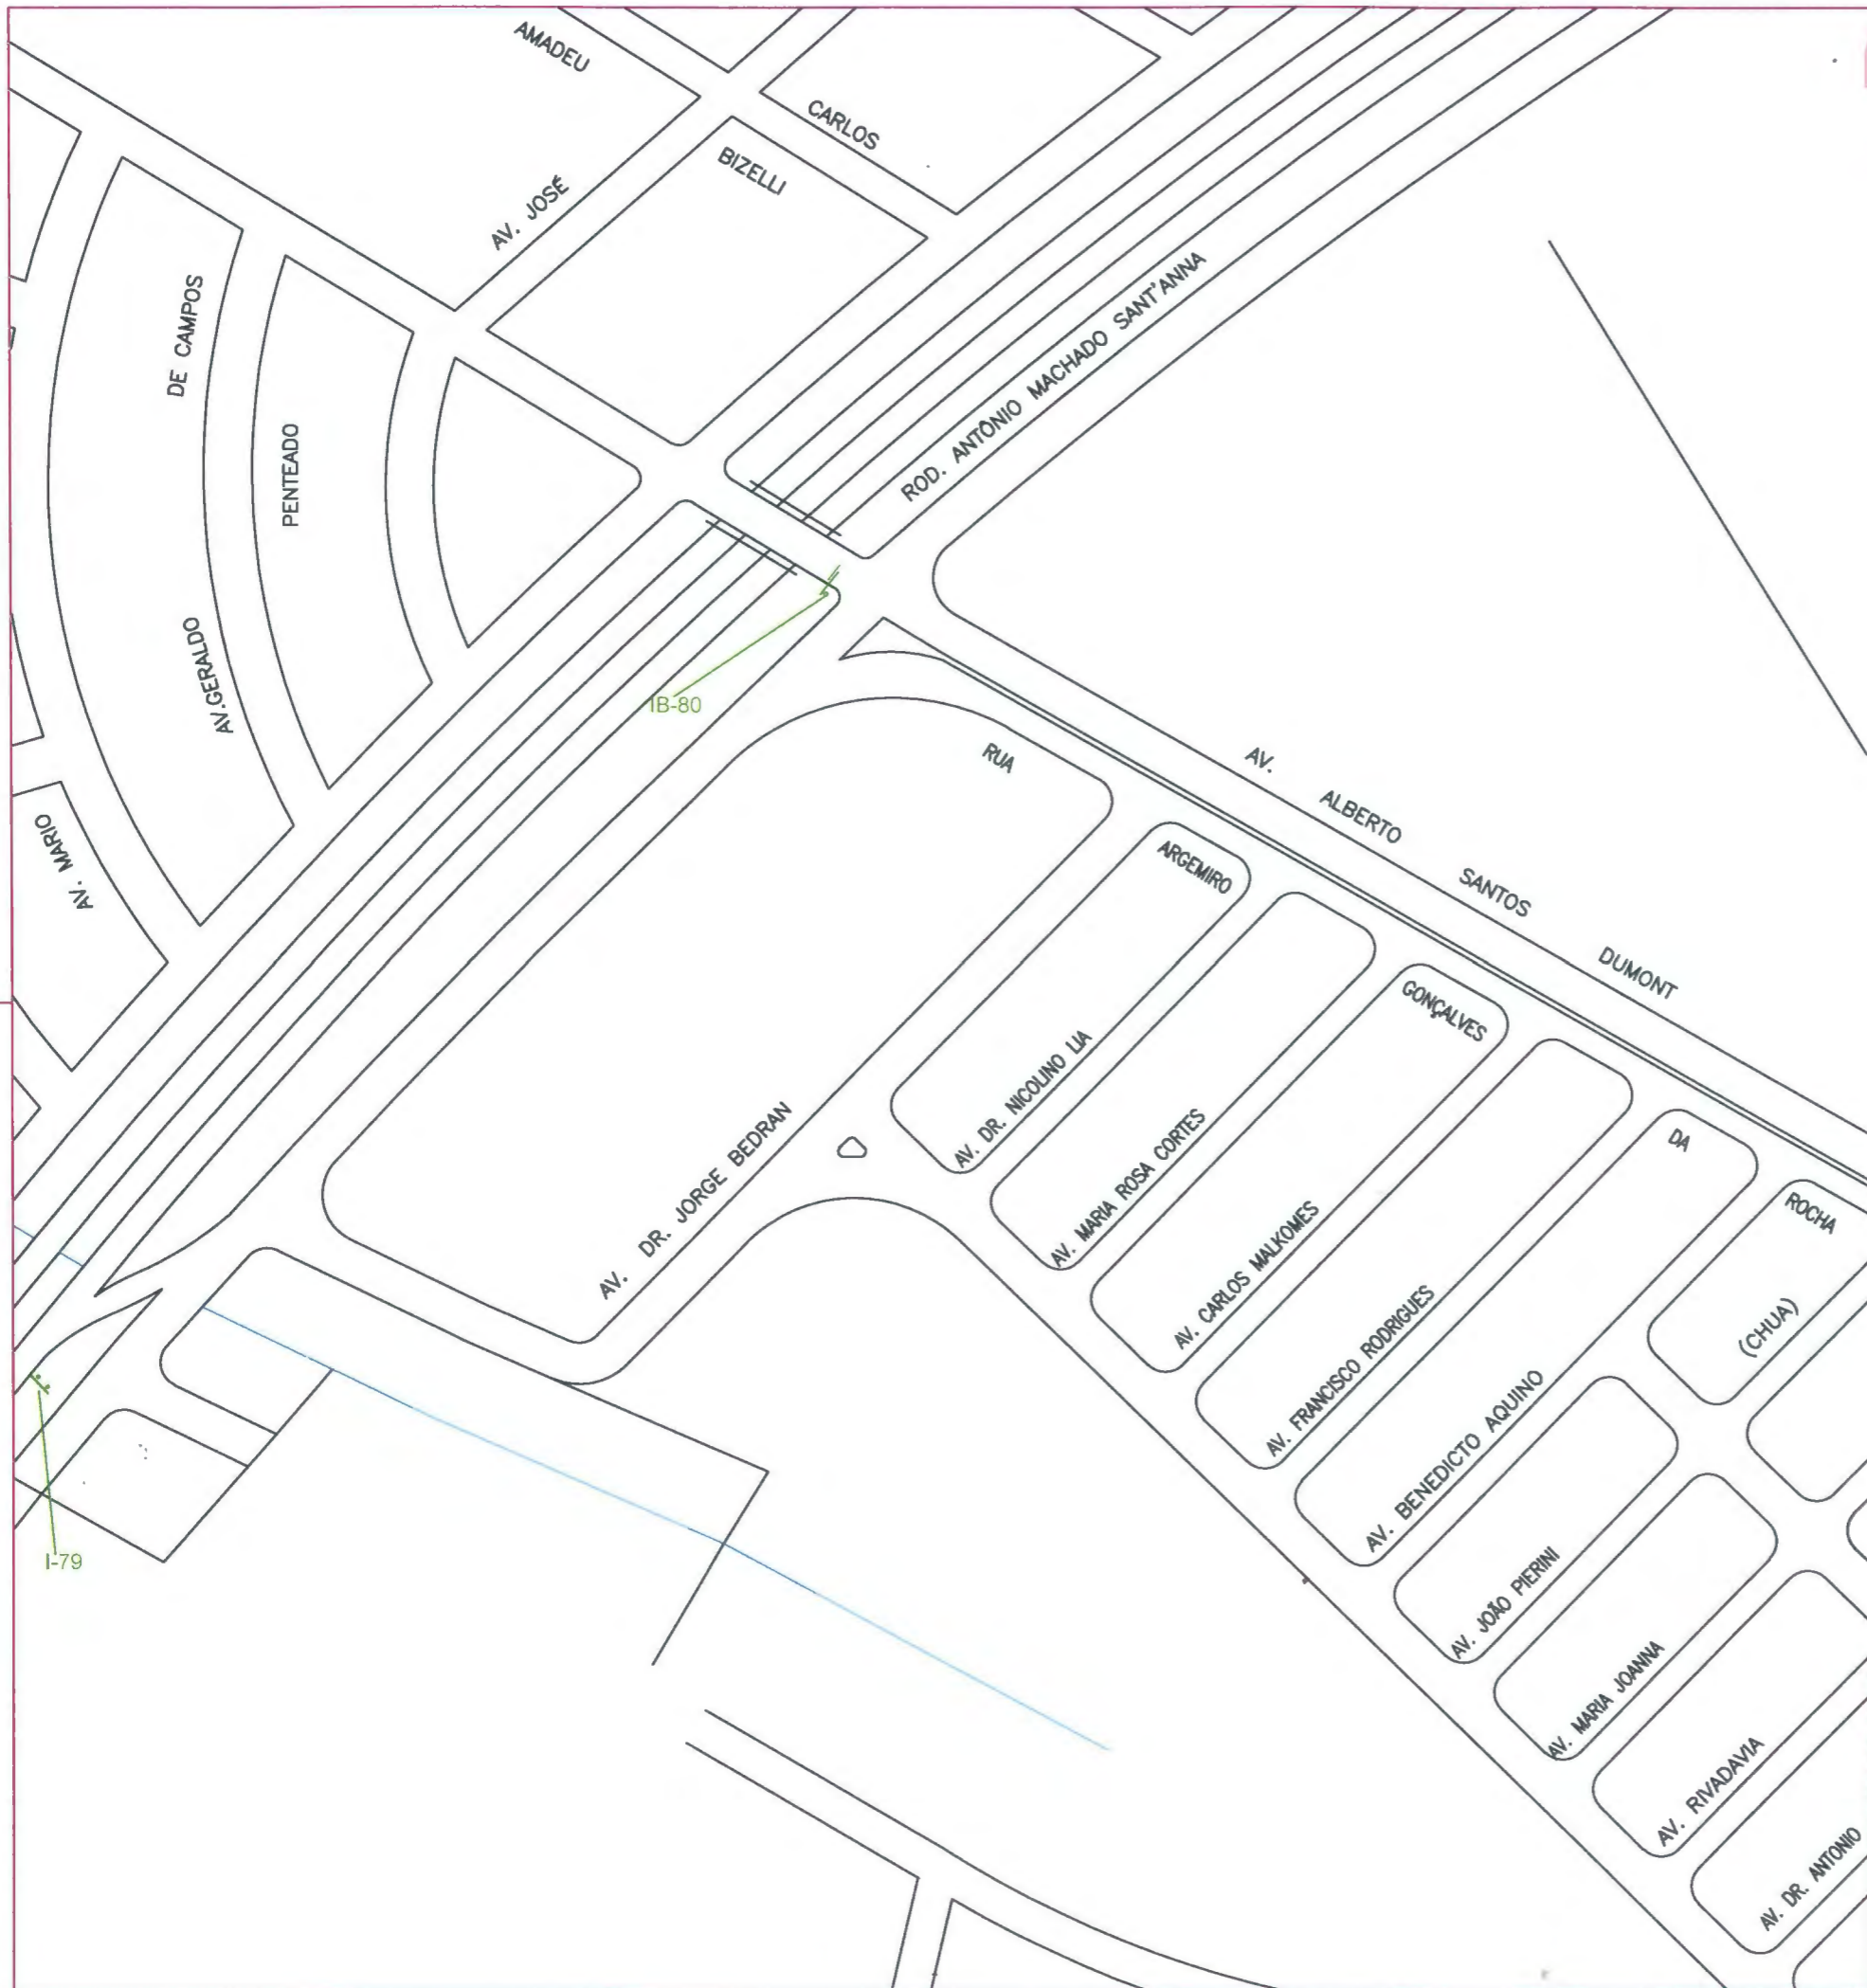 AMADEU
CARLOS
BIZELLI
AV. JOSÉ
DE CAMPOS
PENTEADO
AV.GERALDO
AV. MARIO
ROD. ANTÔNIO MACHADO SANT'ANNA
IB-80
RUA
ARGEMIRO
GONÇALVES
DA
ROCHA
(CHUA)
AV.
ALBERTO
SANTOS
DUMONT
AV. DR. JORGE BEDRAN
AV. DR. NICOLINO LIA
AV. MARIA ROSA CORTES
AV. CARLOS MALKOMES
AV. FRANCISCO RODRIGUES
AV. BENEDICTO AQUINO
AV. JOÃO PIERINI
AV. MARIA JOANNA
AV. RIVADAVIA
AV. DR. ANTONIO
I-79